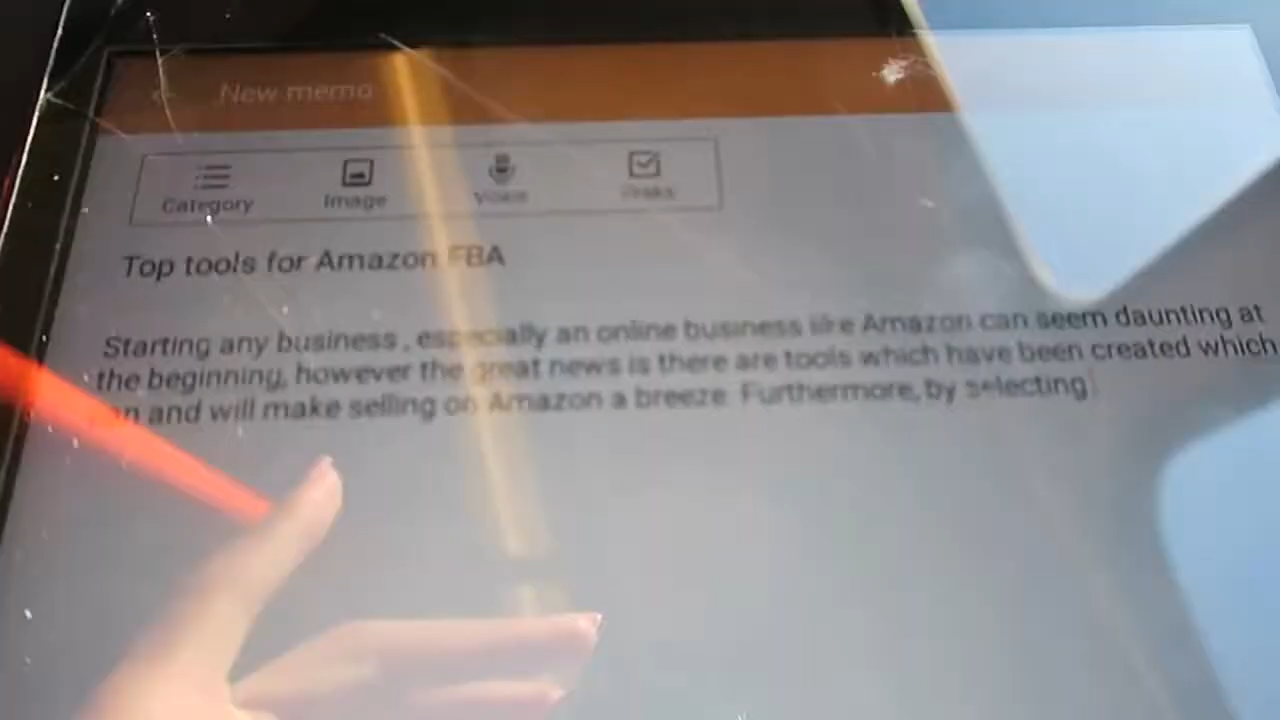 New memo
Category Image Voice
Top tools for Amazon FBA
Starting any business, especially an online business like Amazon can seem daunting at
the beginning, however the great news is there are tools which have been created which
can and will make selling on Amazon a breeze. Furthermore, by selecting